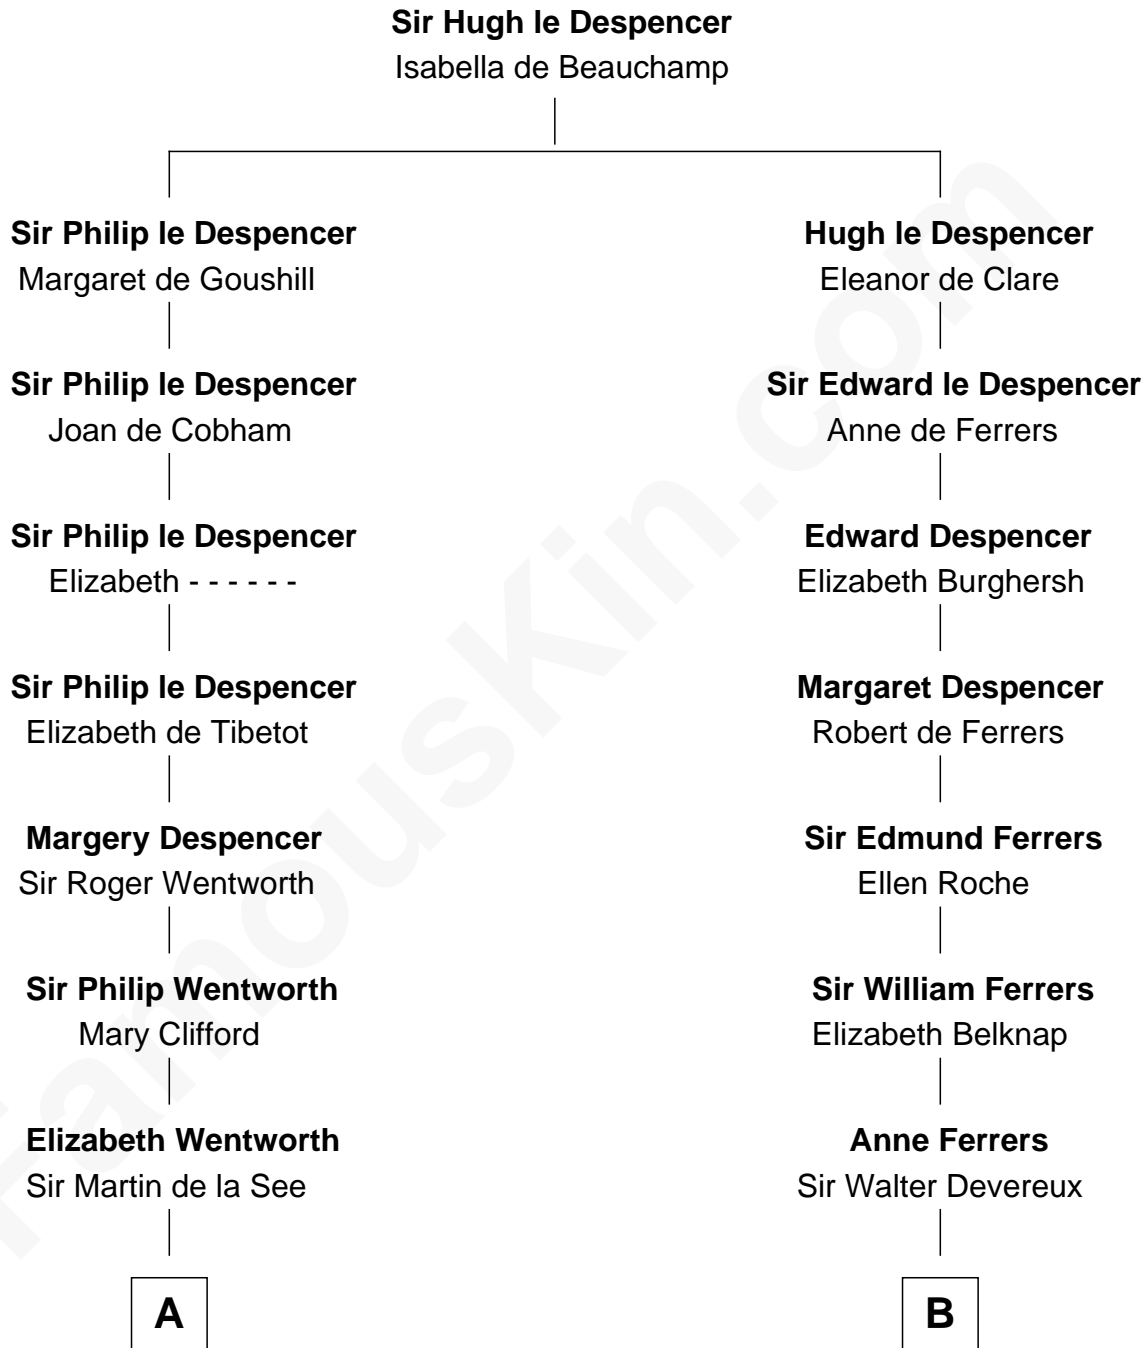 Sir Hugh le Despencer
Isabella de Beauchamp
Sir Philip le Despencer
Margaret de Goushill
Sir Philip le Despencer
Joan de Cobham
Sir Philip le Despencer
Elizabeth - - - - - -
Sir Philip le Despencer
Elizabeth de Tibetot
Margery Despencer
Sir Roger Wentworth
Sir Philip Wentworth
Mary Clifford
Elizabeth Wentworth
Sir Martin de la See
A
Hugh le Despencer
Eleanor de Clare
Sir Edward le Despencer
Anne de Ferrers
Edward Despencer
Elizabeth Burghersh
Margaret Despencer
Robert de Ferrers
Sir Edmund Ferrers
Ellen Roche
Sir William Ferrers
Elizabeth Belknap
Anne Ferrers
Sir Walter Devereux
B
FamousKin.com